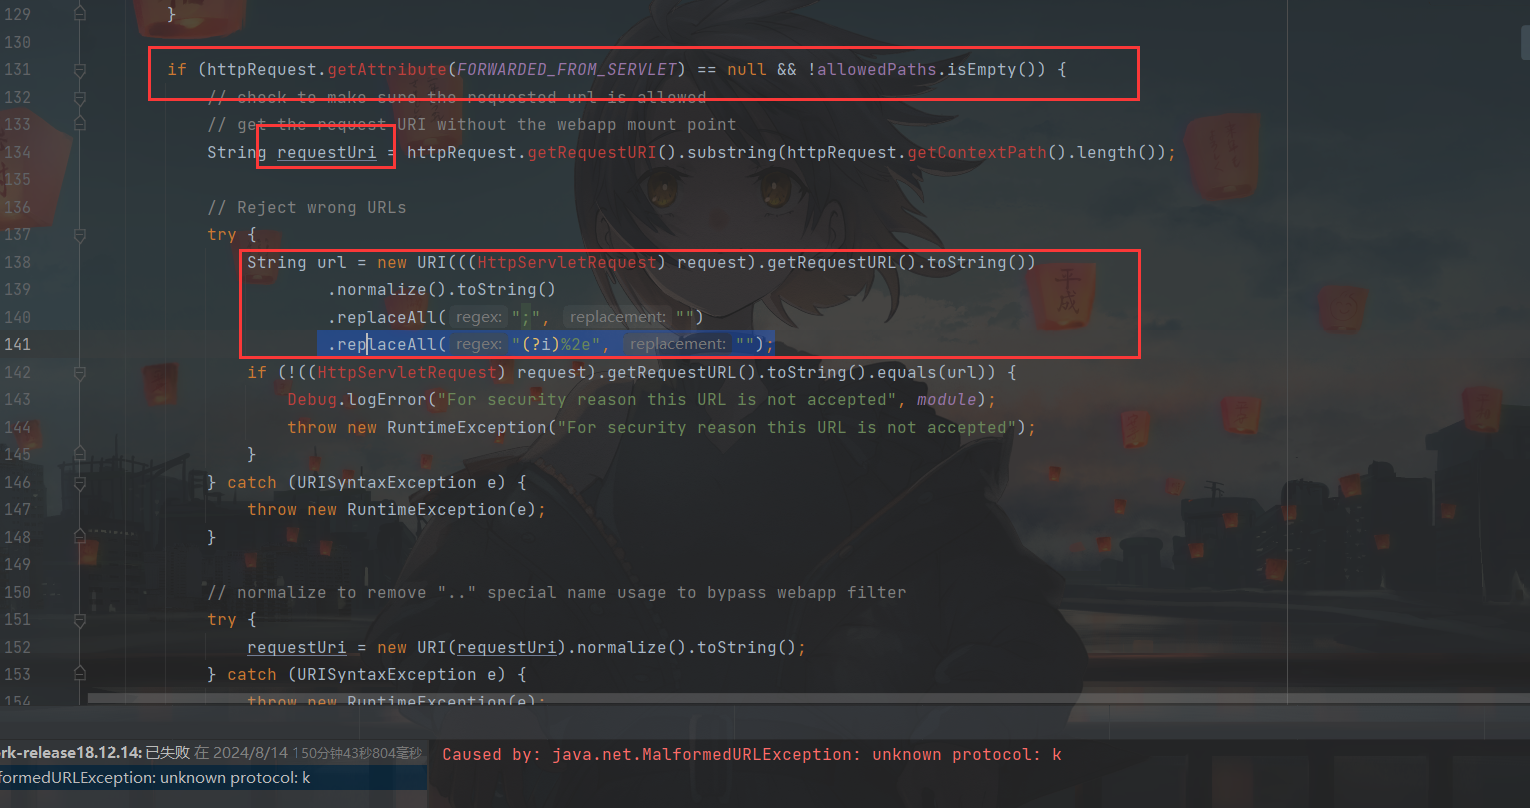 129 }
130
131 if (httpRequest.getAttribute(FORWARDED_FROM_SERVLET) == null && !allowedPaths.isEmpty()) {
132 // check to make sure the requested url is allowed
133 // get the request URI without the webapp mount point
134 String requestUri = httpRequest.getRequestURI().substring(httpRequest.getContextPath().length());
135
136 // Reject wrong URLs
137 try {
138 String url = new URI(((HttpServletRequest) request).getRequestURL().toString())
139 .normalize().toString()
140 .replaceAll( regex: ";", replacement: "")
141 .replaceAll( regex: "(?i)%2e", replacement: "");
142 if (!((HttpServletRequest) request).getRequestURL().toString().equals(url)) {
143 Debug.logError("For security reason this URL is not accepted", module);
144 throw new RuntimeException("For security reason this URL is not accepted");
145 }
146 } catch (URISyntaxException e) {
147 throw new RuntimeException(e);
148 }
149
150 // normalize to remove ".." special name usage to bypass webapp filter
151 try {
152 requestUri = new URI(requestUri).normalize().toString();
153 } catch (URISyntaxException e) {
154 throw new RuntimeException(e);
rk-release18.12.14: 已失败 在 2024/8/14 1 50分钟43秒804毫秒
Caused by: java.net.MalformedURLException: unknown protocol: k
formedURLException: unknown protocol: k
平成